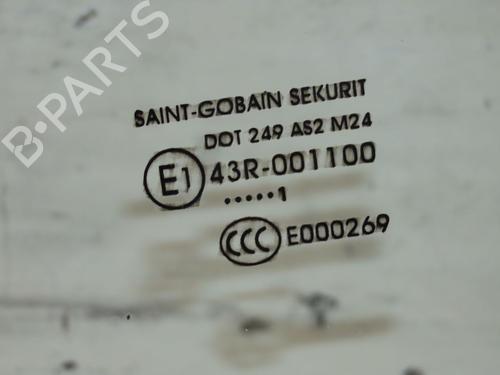 SAINT-GOBAIN SEKURIT
DOT 249 AS2 M24
E1 43R-001100
.....1
CCC E000269
B-PARTS